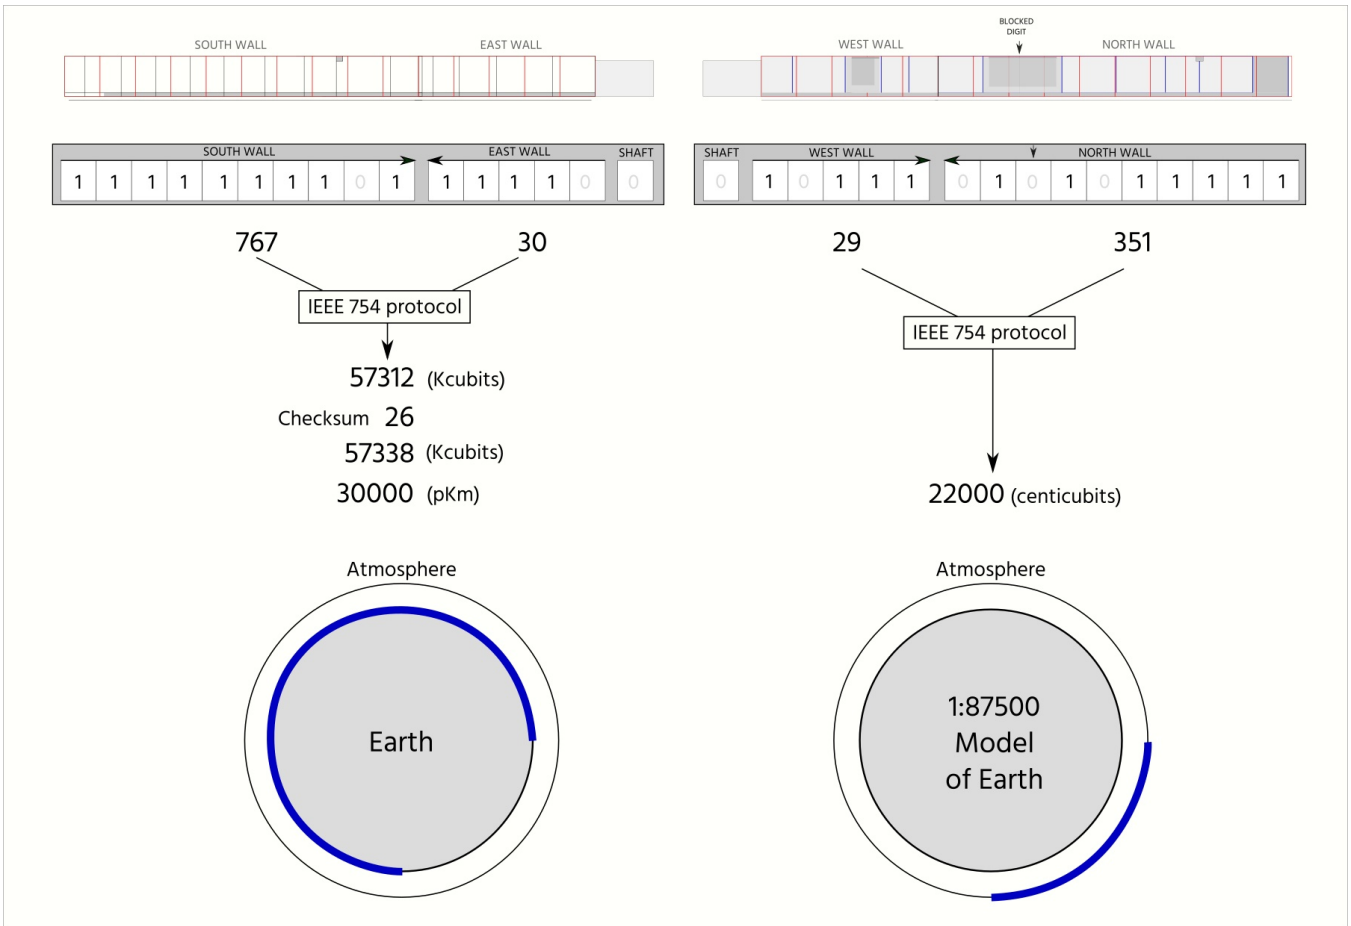 BLOCKED
DIGIT
SOUTH WALL EAST WALL WEST WALL NORTH WALL
SOUTH WALL EAST WALL SHAFT SHAFT WEST WALL NORTH WALL
1 1 1 1 1 1 1 1 0 1 1 1 1 1 0 0 0 1 0 1 1 1 0 1 0 1 0 1 1 1 1 1
767 30 29 351
IEEE 754 protocol
IEEE 754 protocol
57312 (Kcubits)
Checksum 26
57338 (Kcubits)
30000 (pKm)
22000 (centicubits)
Atmosphere
Earth
Atmosphere
1:87500
Model
of Earth